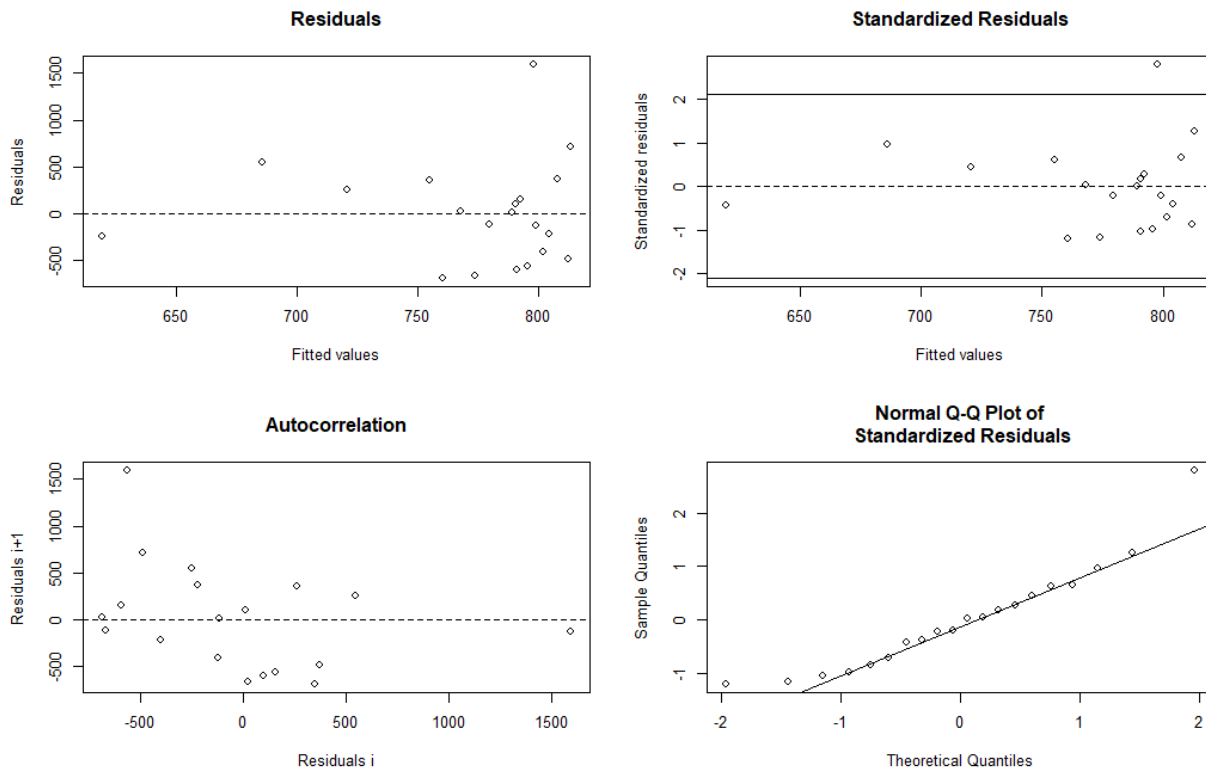 Residuals
Residuals
1500
1000
500
0
-500
650
700
750
800
Fitted values
Standardized Residuals
Standardized residuals
2
1
0
-1
-2
650
700
750
800
Fitted values
Autocorrelation
Residuals i+1
1500
1000
500
0
-500
-500
0
500
1000
1500
Residuals i
Normal Q-Q Plot of
Standardized Residuals
Sample Quantiles
2
1
0
-1
-2
-1
0
1
2
Theoretical Quantiles